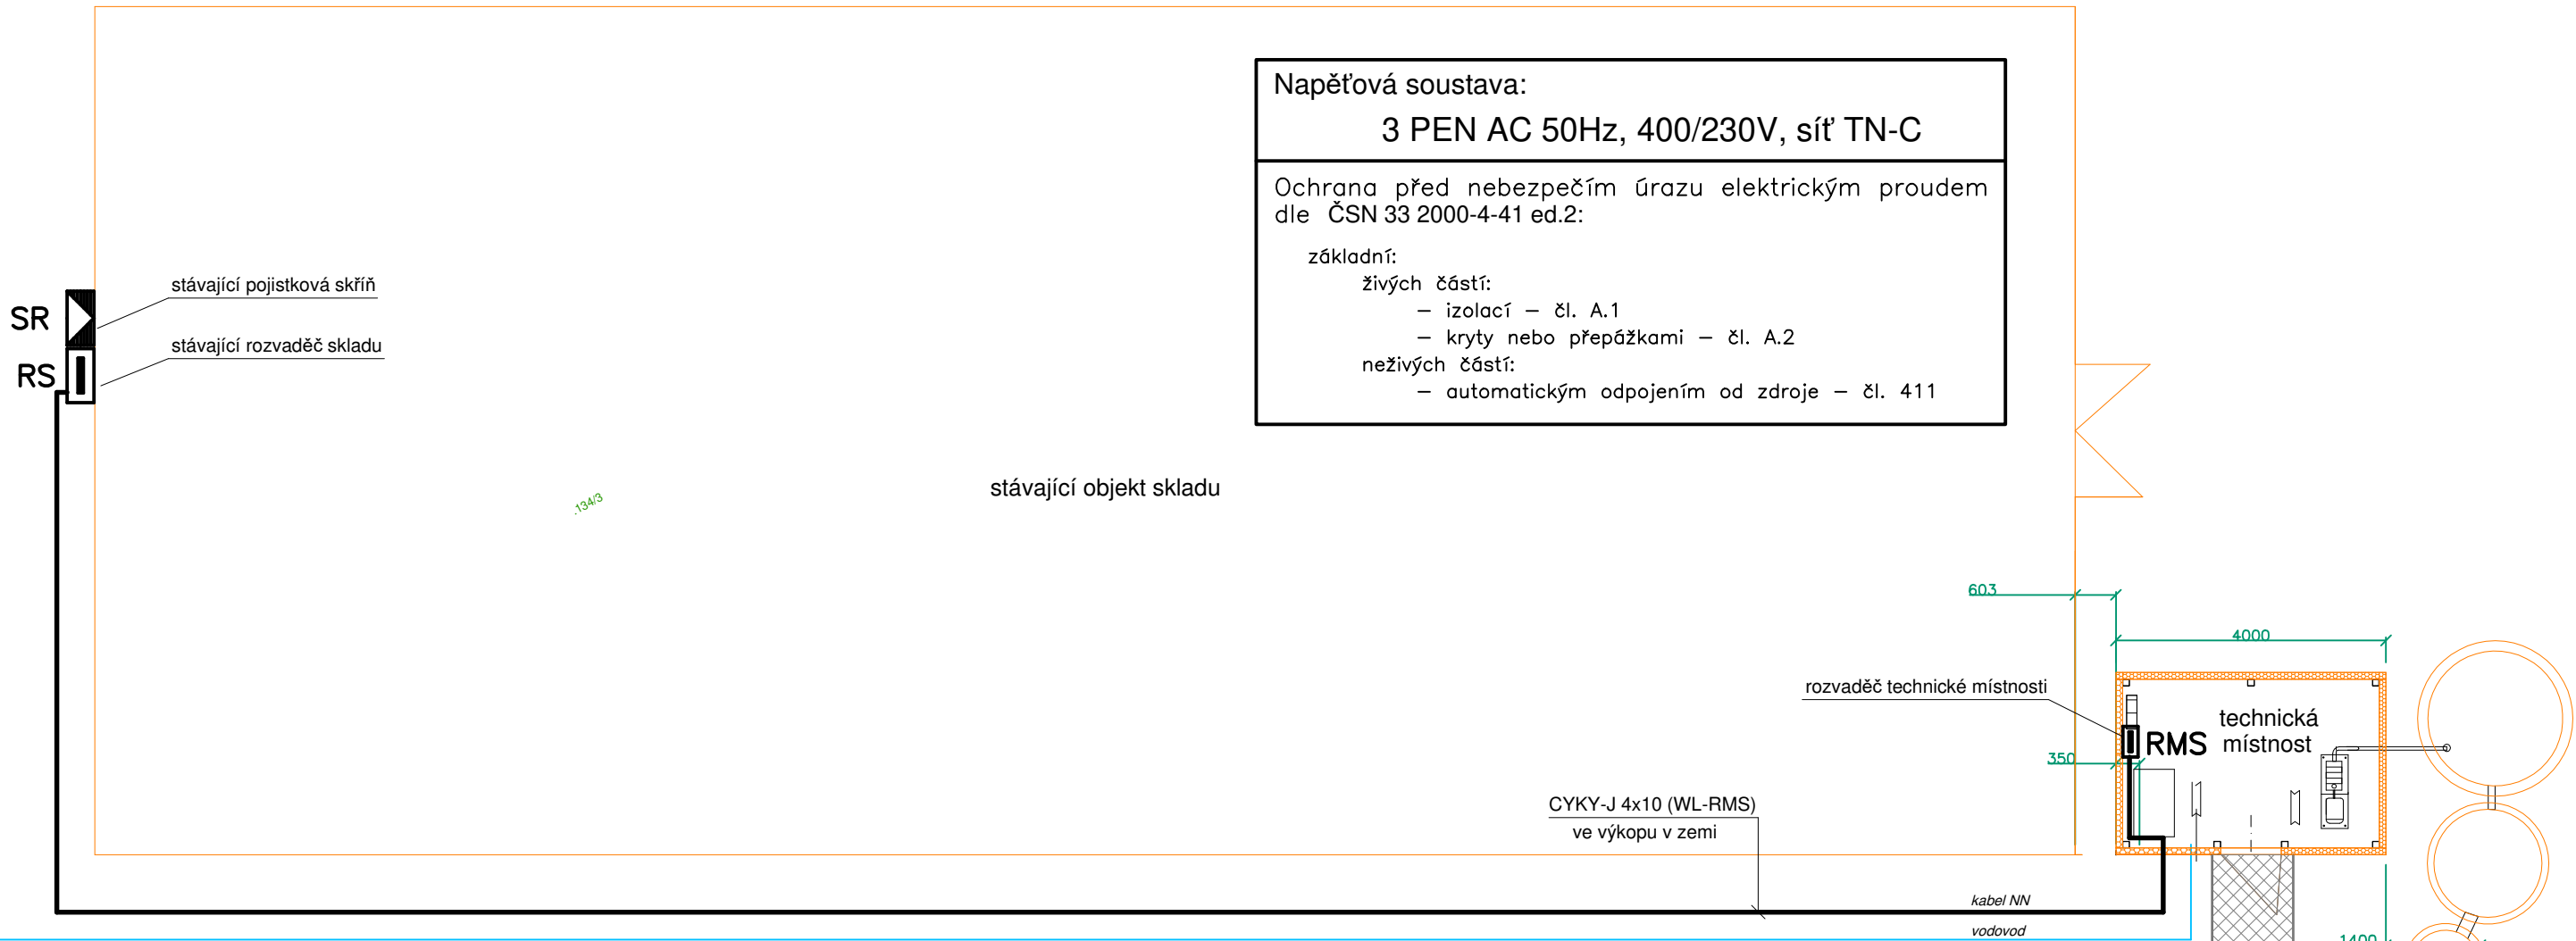 Napěťová soustava:
3 PEN AC 50Hz, 400/230V, síť TN-C
Ochrana před nebezpečím úrazu elektrickým proudem
dle ČSN 33 2000-4-41 ed.2:
základní:
živých částí:
– izolací – čl. A.1
– kryty nebo přepážkami – čl. A.2
neživých částí:
– automatickým odpojením od zdroje – čl. 411
stávající pojistková skříň
SR
stávající rozvaděč skladu
RS
stávající objekt skladu
.134/3
603
4000
rozvaděč technické místnosti
technická
místnost
RMS
350
CYKY-J 4x10 (WL-RMS)
ve výkopu v zemi
kabel NN
vodovod
1400